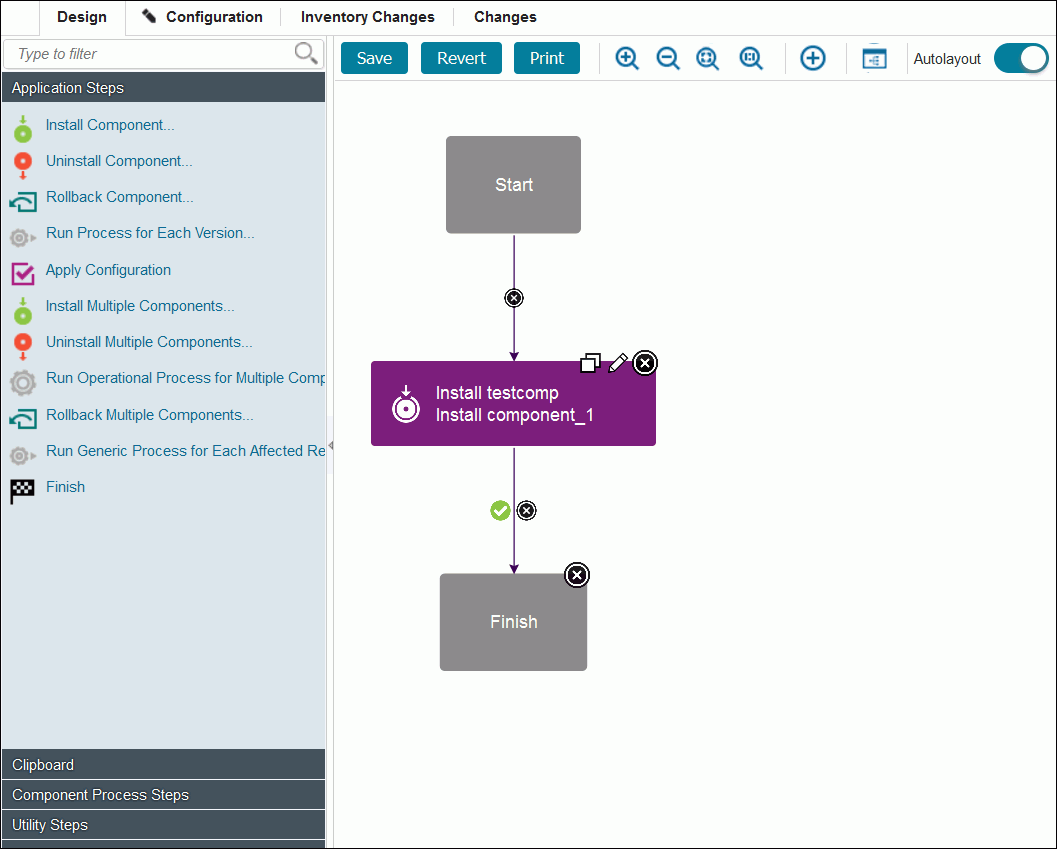 Design
Configuration
Inventory Changes
Changes
Type to filter
Save
Revert
Print
Autolayout
Application Steps
Install Component...
Uninstall Component...
Rollback Component...
Run Process for Each Version...
Apply Configuration
Install Multiple Components...
Uninstall Multiple Components...
Run Operational Process for Multiple Comp
Rollback Multiple Components...
Run Generic Process for Each Affected Re
Finish
Clipboard
Component Process Steps
Utility Steps
Start
Install testcomp
Install component_1
Finish